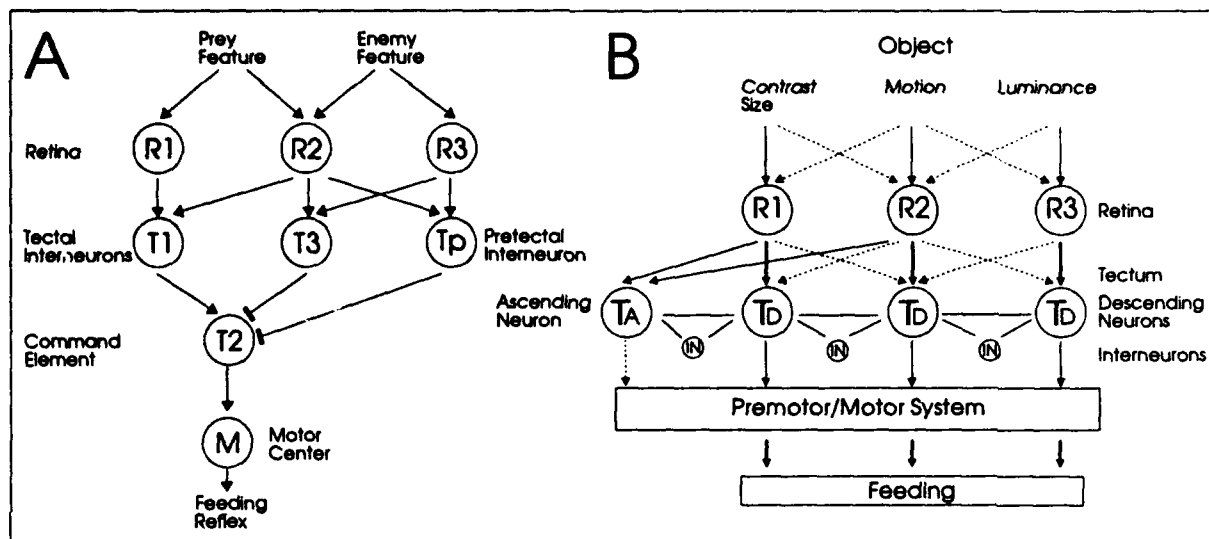 A
Prey
Feature
Enemy
Feature
Retina
R1
R2
R3
Tectal
Interneurons
T1
T3
Tp
Pretectal
Interneuron
Command
Element
T2
M
Motor
Center
Feeding
Reflex
B
Object
Contrast
Size
Motion
Luminance
R1
R2
R3
Retina
Tectum
Ascending
Neuron
TA
TD
TD
TD
Descending
Neurons
IN
IN
IN
Interneurons
Premotor/Motor System
Feeding